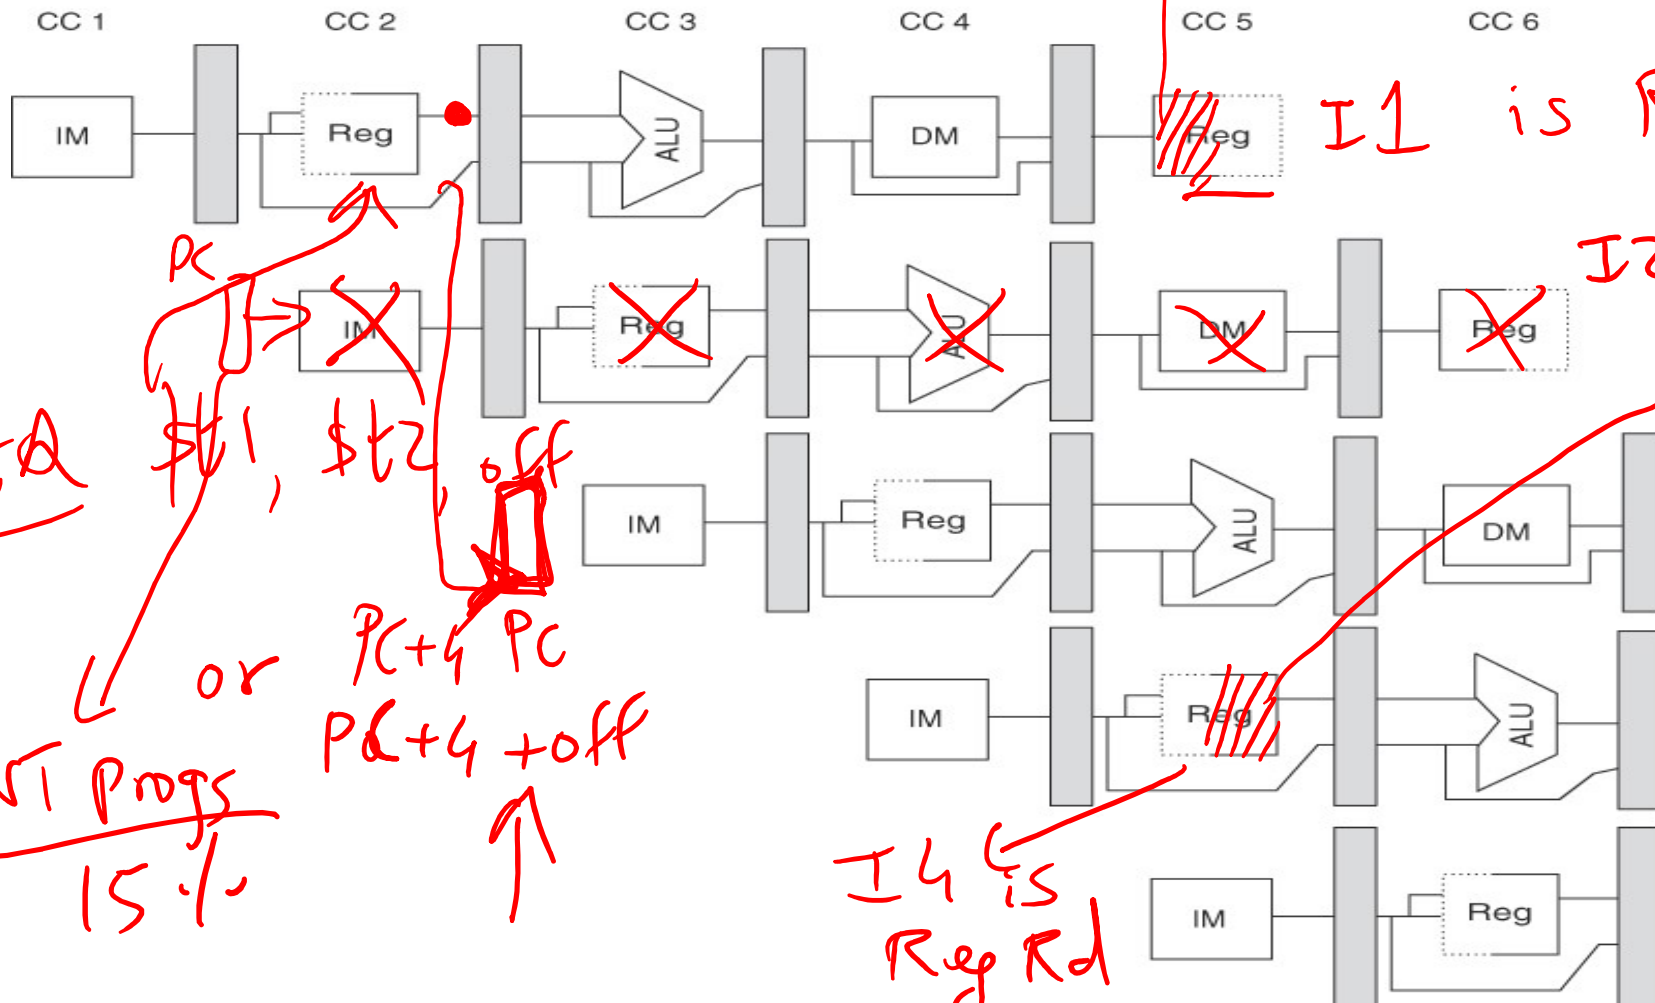 CC 1 CC 2 CC 3 CC 4 CC 5 CC 6
IM Reg ALU DM Reg
I1 is
PC
IM Reg ALU DM Reg
$t1, $t2,
off
IM Reg ALU DM
PC+4 PC
or
PC+4 +off
IM Reg ALU
Progs
15 %
I4 is
Reg Rd
IM Reg